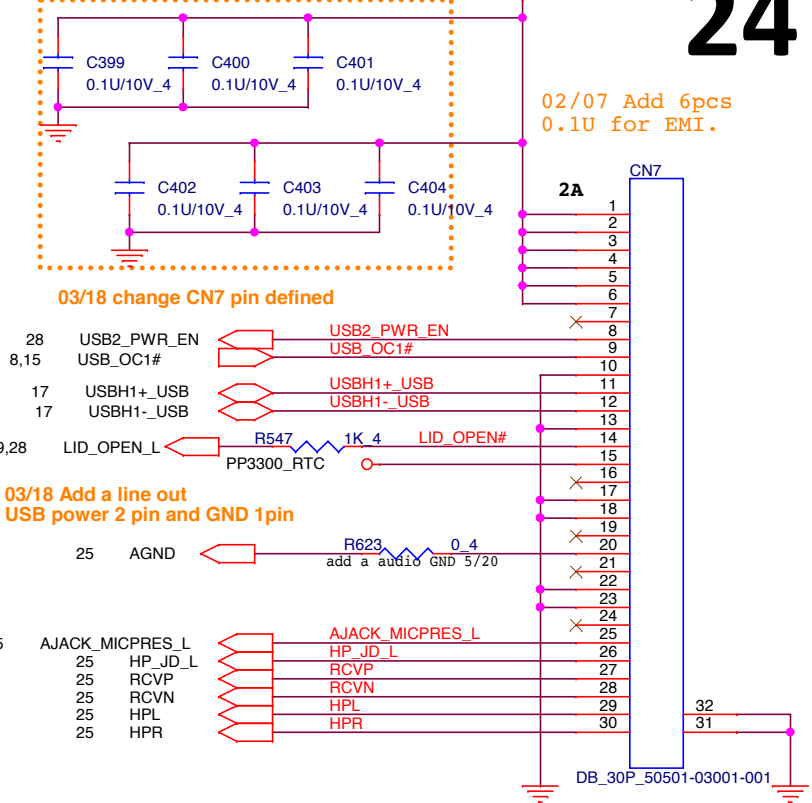 24
C399
C400
C401
0.1U/10V_4
0.1U/10V_4
0.1U/10V_4
02/07 Add 6pcs
0.1U for EMI.
CN7
2A
C402
C403
C404
0.1U/10V_4
0.1U/10V_4
0.1U/10V_4
1
2
3
4
5
6
7
03/18 change CN7 pin defined
28 USB2_PWR_EN USB2_PWR_EN 8
8,15 USB_OC1# USB_OC1# 9
10
17 USBH1+_USB USBH1+_USB 11
17 USBH1-_USB USBH1-_USB 12
13
9,28 LID_OPEN_L R547 1K_4 LID_OPEN# 14
PP3300_RTC 15
16
03/18 Add a line out
USB power 2 pin and GND 1pin
17
18
19
25 AGND R623 0_4 20
add a audio GND 5/20
21
22
23
24
5 AJACK_MICPRES_L AJACK_MICPRES_L 25
25 HP_JD_L HP_JD_L 26
25 RCVP RCVP 27
25 RCVN RCVN 28
25 HPL HPL 29 32
25 HPR HPR 30 31
DB_30P_50501-03001-001